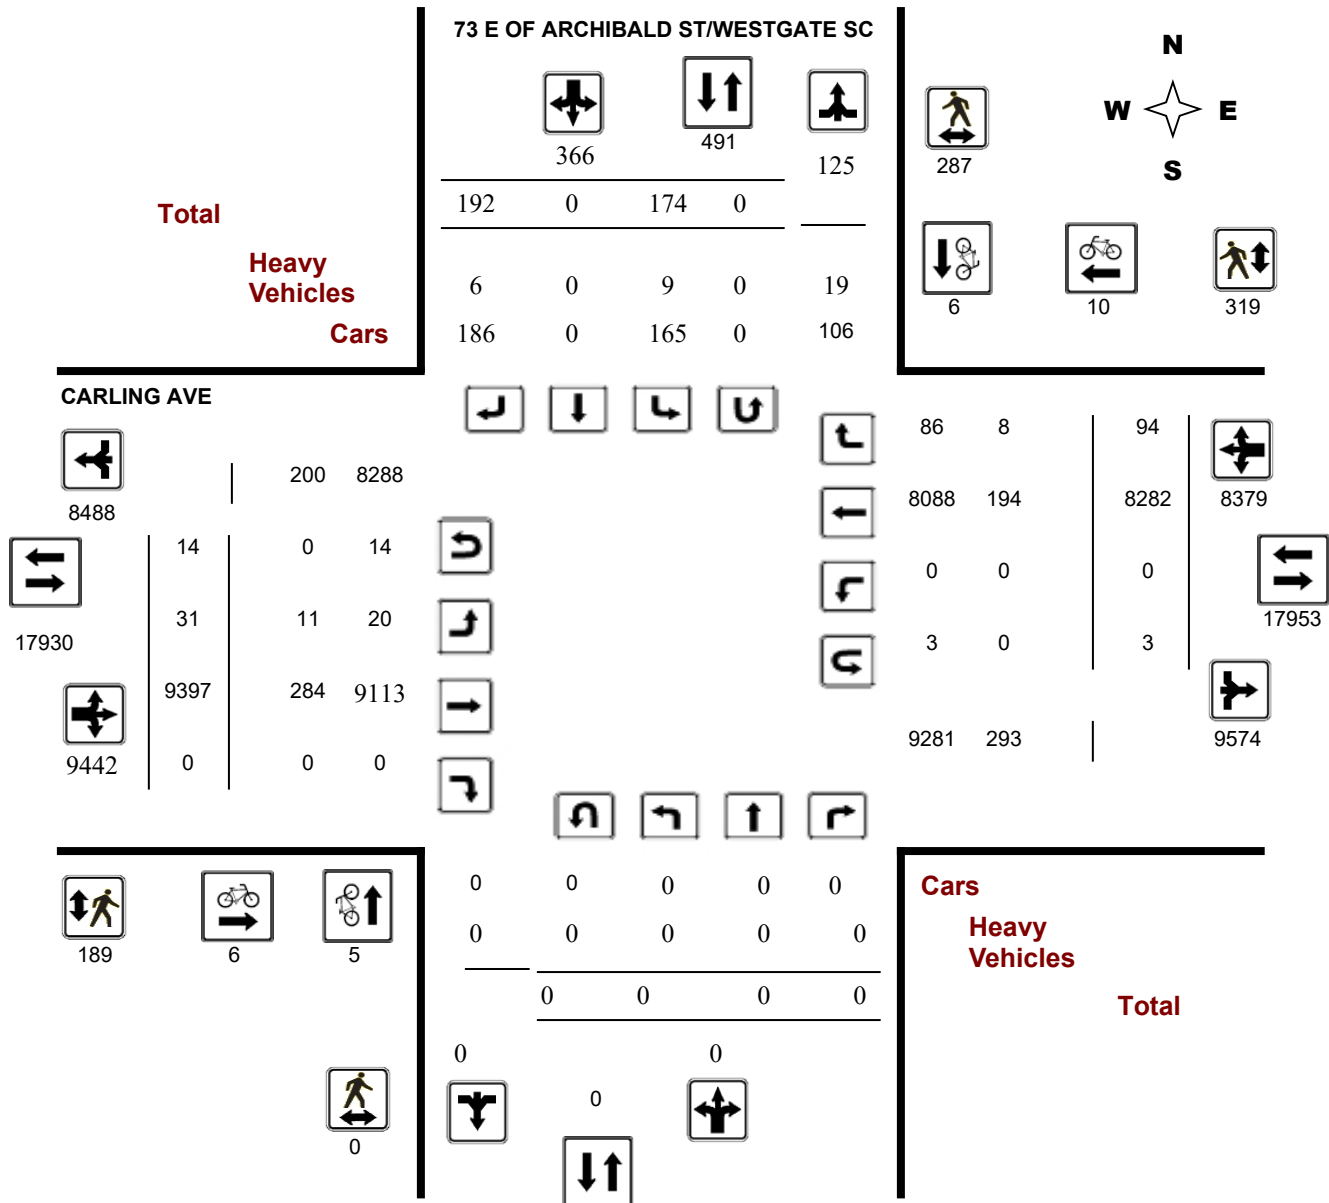 73 E OF ARCHIBALD ST/WESTGATE SC
N
W E
S
366
491
125
287
192 0 174 0
Total
Heavy
Vehicles
6 0 9 0 19
Cars
186 0 165 0 106
6 10 319
CARLING AVE
86 8 94
200 8288
8488
8088 194 8282 8379
14 0 14
0 0 0
31 11 20
17930
17953
3 0 3
9397 284 9113
9281 293 9574
9442 0 0 0
0 0 0 0 0
Cars
0 0 0 0 0
Heavy
Vehicles
189 6 5
0 0 0 0
Total
0 0
0
0